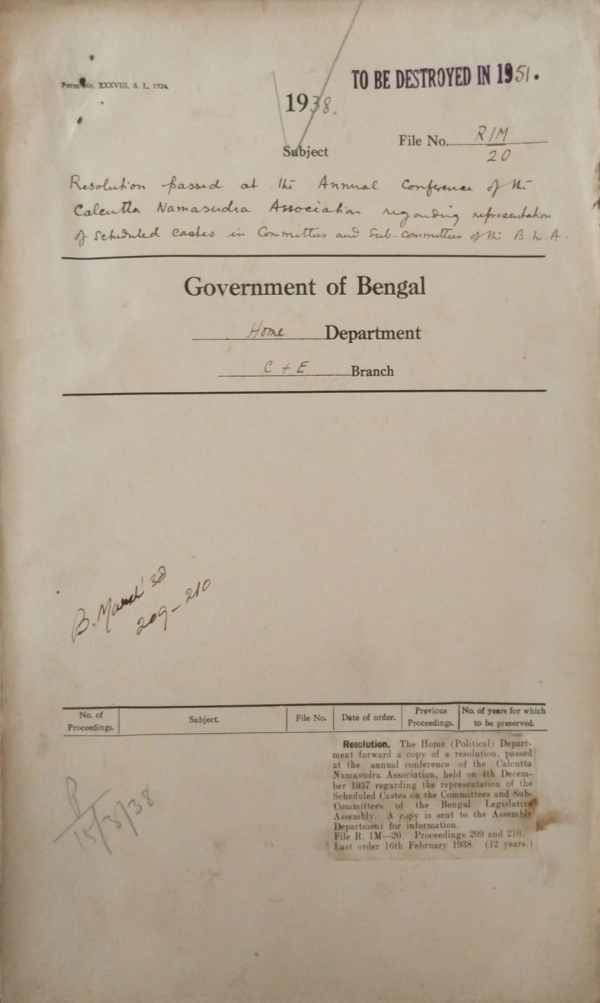 Form No. XXXVIII, S. L., 1924.
TO BE DESTROYED IN 1951.
1938.
Subject
File No. R1M/20
Resolution passed at the Annual Conference of the
Calcutta Namasudra Association regarding representation
of Scheduled Castes in Committees and Sub-Committees of the B L A.
Government of Bengal
Home Department
C + E Branch
B. March '38
209-210
No. of Proceedings.
Subject.
File No.
Date of order.
Previous Proceedings.
No. of years for which to be preserved.
Resolution. The Home (Political) Depart-
ment forward a copy of a resolution, passed
at the annual conference of the Calcutta
Namasudra Association, held on 4th Decem-
ber 1937 regarding the representation of the
Scheduled Castes on the Committees and Sub-
Committees of the Bengal Legislative
Assembly. A copy is sent to the Assembly
Department for information.
File R. 1M—20. Proceedings 209 and 210.
Last order 16th February 1938. (12 years.)
15/3/38